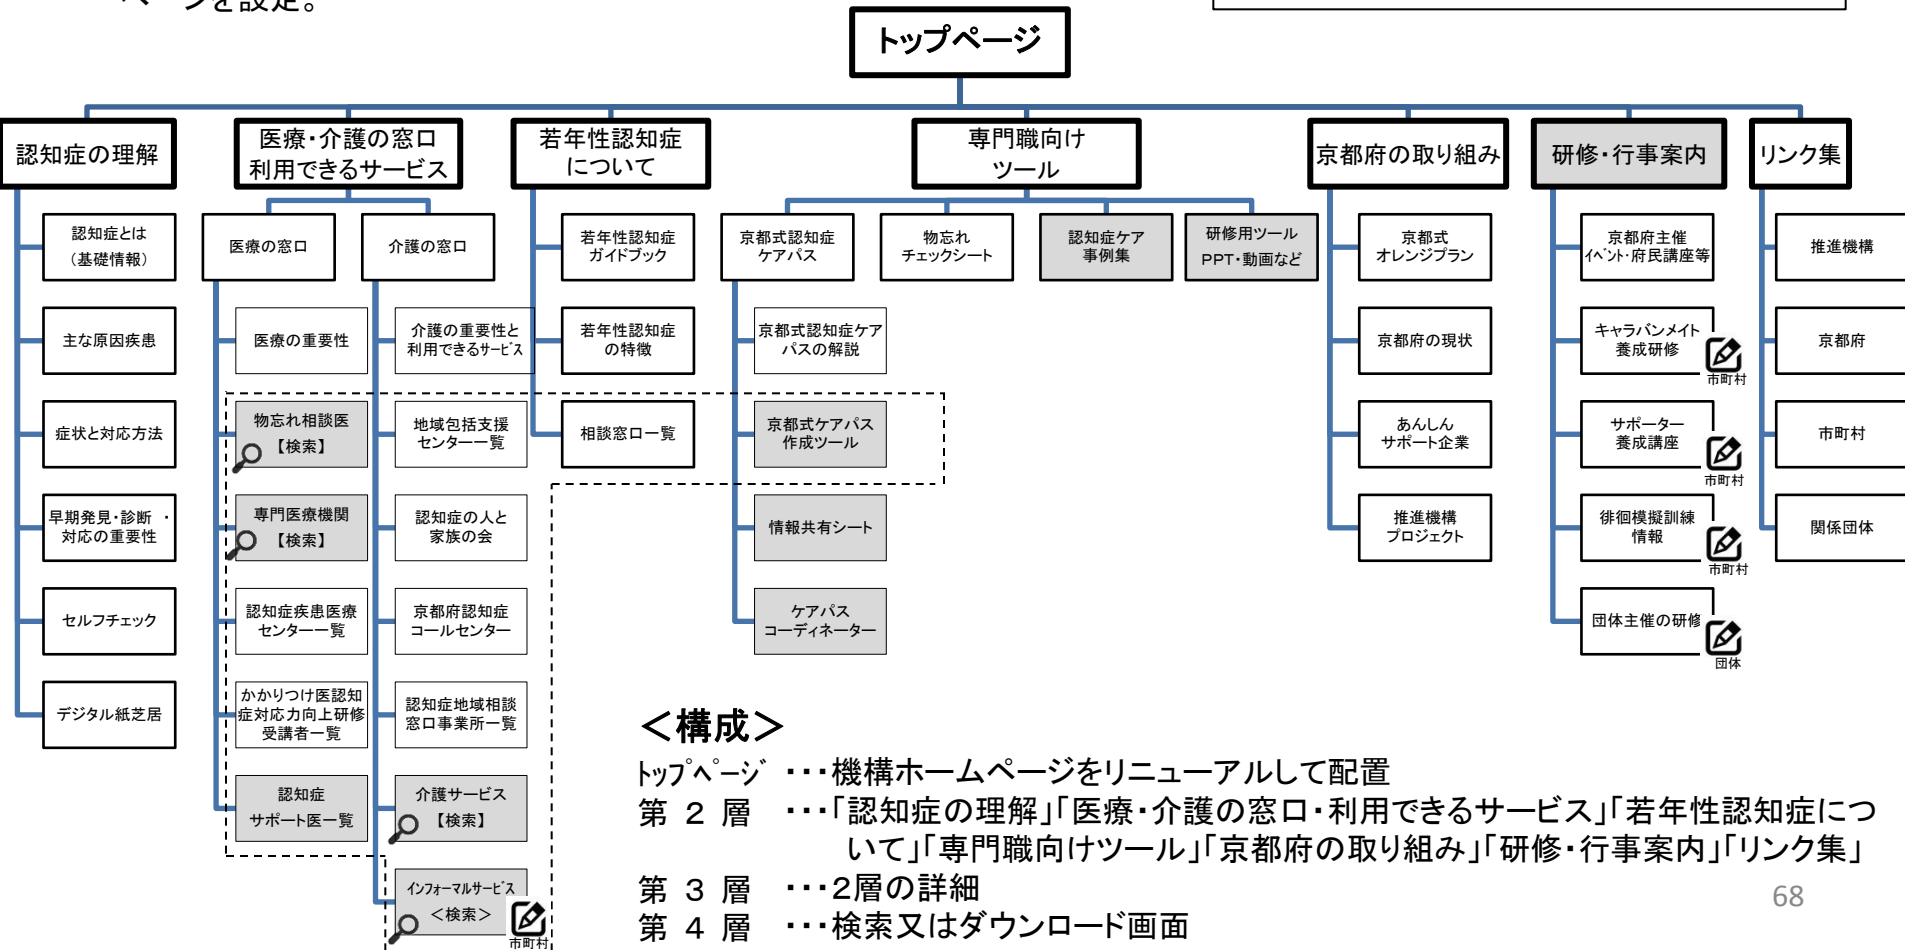 ページを設定。
トップページ
認知症の理解
医療・介護の窓口
利用できるサービス
若年性認知症
について
専門職向け
ツール
京都府の取り組み
研修・行事案内
リンク集
認知症とは
（基礎情報）
主な原因疾患
症状と対応方法
早期発見・診断 ・
対応の重要性
セルフチェック
デジタル紙芝居
医療の窓口
医療の重要性
物忘れ相談医
【検索】
専門医療機関
【検索】
認知症疾患医療
センター一覧
かかりつけ医認知
症対応力向上研修
受講者一覧
認知症
サポート医一覧
介護の窓口
介護の重要性と
利用できるサービス
地域包括支援
センター一覧
認知症の人と
家族の会
京都府認知症
コールセンター
認知症地域相談
窓口事業所一覧
介護サービス
【検索】
インフォーマルサービス
＜検索＞
市町村
若年性認知症
ガイドブック
若年性認知症
の特徴
相談窓口一覧
京都式認知症
ケアパス
京都式認知症ケア
パスの解説
京都式ケアパス
作成ツール
情報共有シート
ケアパス
コーディネーター
物忘れ
チェックシート
認知症ケア
事例集
研修用ツール
PPT・動画など
京都式
オレンジプラン
京都府の現状
あんしん
サポート企業
推進機構
プロジェクト
京都府主催
イベント・府民講座等
キャラバンメイト
養成研修
市町村
サポーター
養成講座
市町村
徘徊模擬訓練
情報
市町村
団体主催の研修
団体
推進機構
京都府
市町村
関係団体
＜構成＞
トップページ ・・・機構ホームページをリニューアルして配置
第 2 層 ・・・「認知症の理解」「医療・介護の窓口・利用できるサービス」「若年性認知症につ
いて」「専門職向けツール」「京都府の取り組み」「研修・行事案内」「リンク集」
第 3 層 ・・・2層の詳細
第 4 層 ・・・検索又はダウンロード画面
68